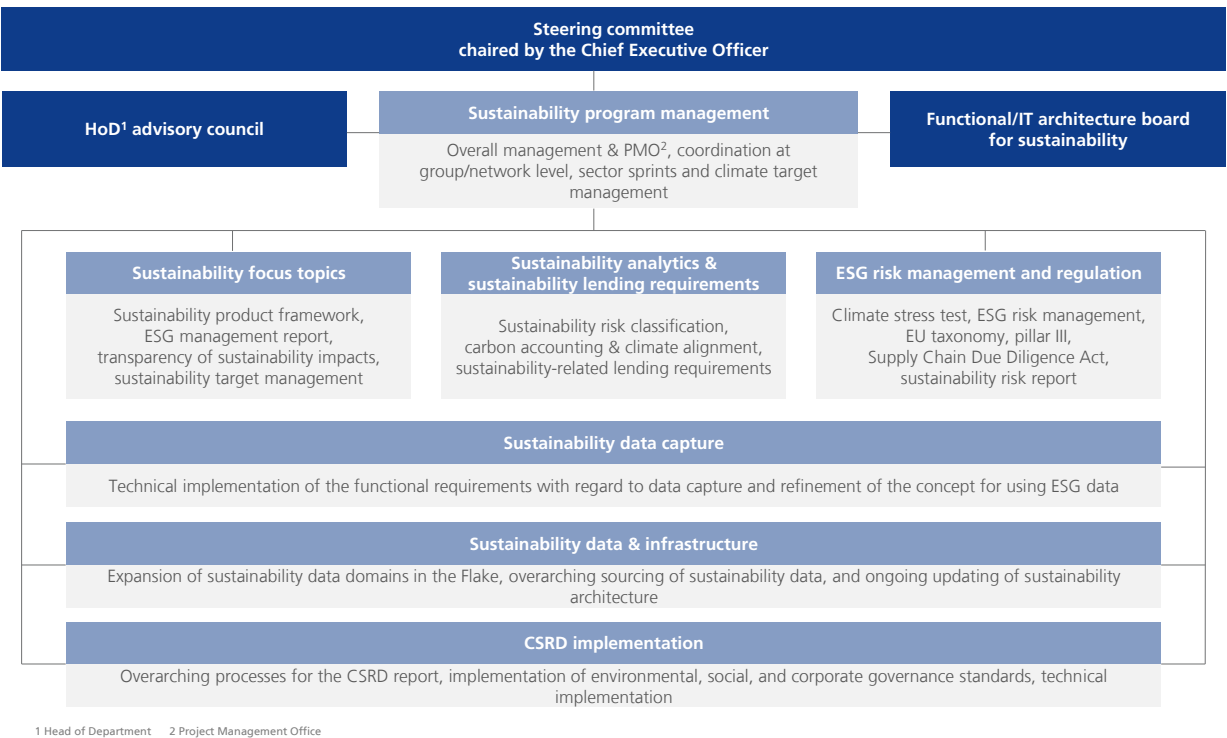 Steering committee
chaired by the Chief Executive Officer
HoD¹ advisory council
Sustainability program management
Overall management & PMO², coordination at
group/network level, sector sprints and climate target
management
Functional/IT architecture board
for sustainability
Sustainability focus topics
Sustainability product framework,
ESG management report,
transparency of sustainability impacts,
sustainability target management
Sustainability analytics &
sustainability lending requirements
Sustainability risk classification,
carbon accounting & climate alignment,
sustainability-related lending requirements
ESG risk management and regulation
Climate stress test, ESG risk management,
EU taxonomy, pillar III,
Supply Chain Due Diligence Act,
sustainability risk report
Sustainability data capture
Technical implementation of the functional requirements with regard to data capture and refinement of the concept for using ESG data
Sustainability data & infrastructure
Expansion of sustainability data domains in the Flake, overarching sourcing of sustainability data, and ongoing updating of sustainability
architecture
CSRD implementation
Overarching processes for the CSRD report, implementation of environmental, social, and corporate governance standards, technical
implementation
1 Head of Department 2 Project Management Office